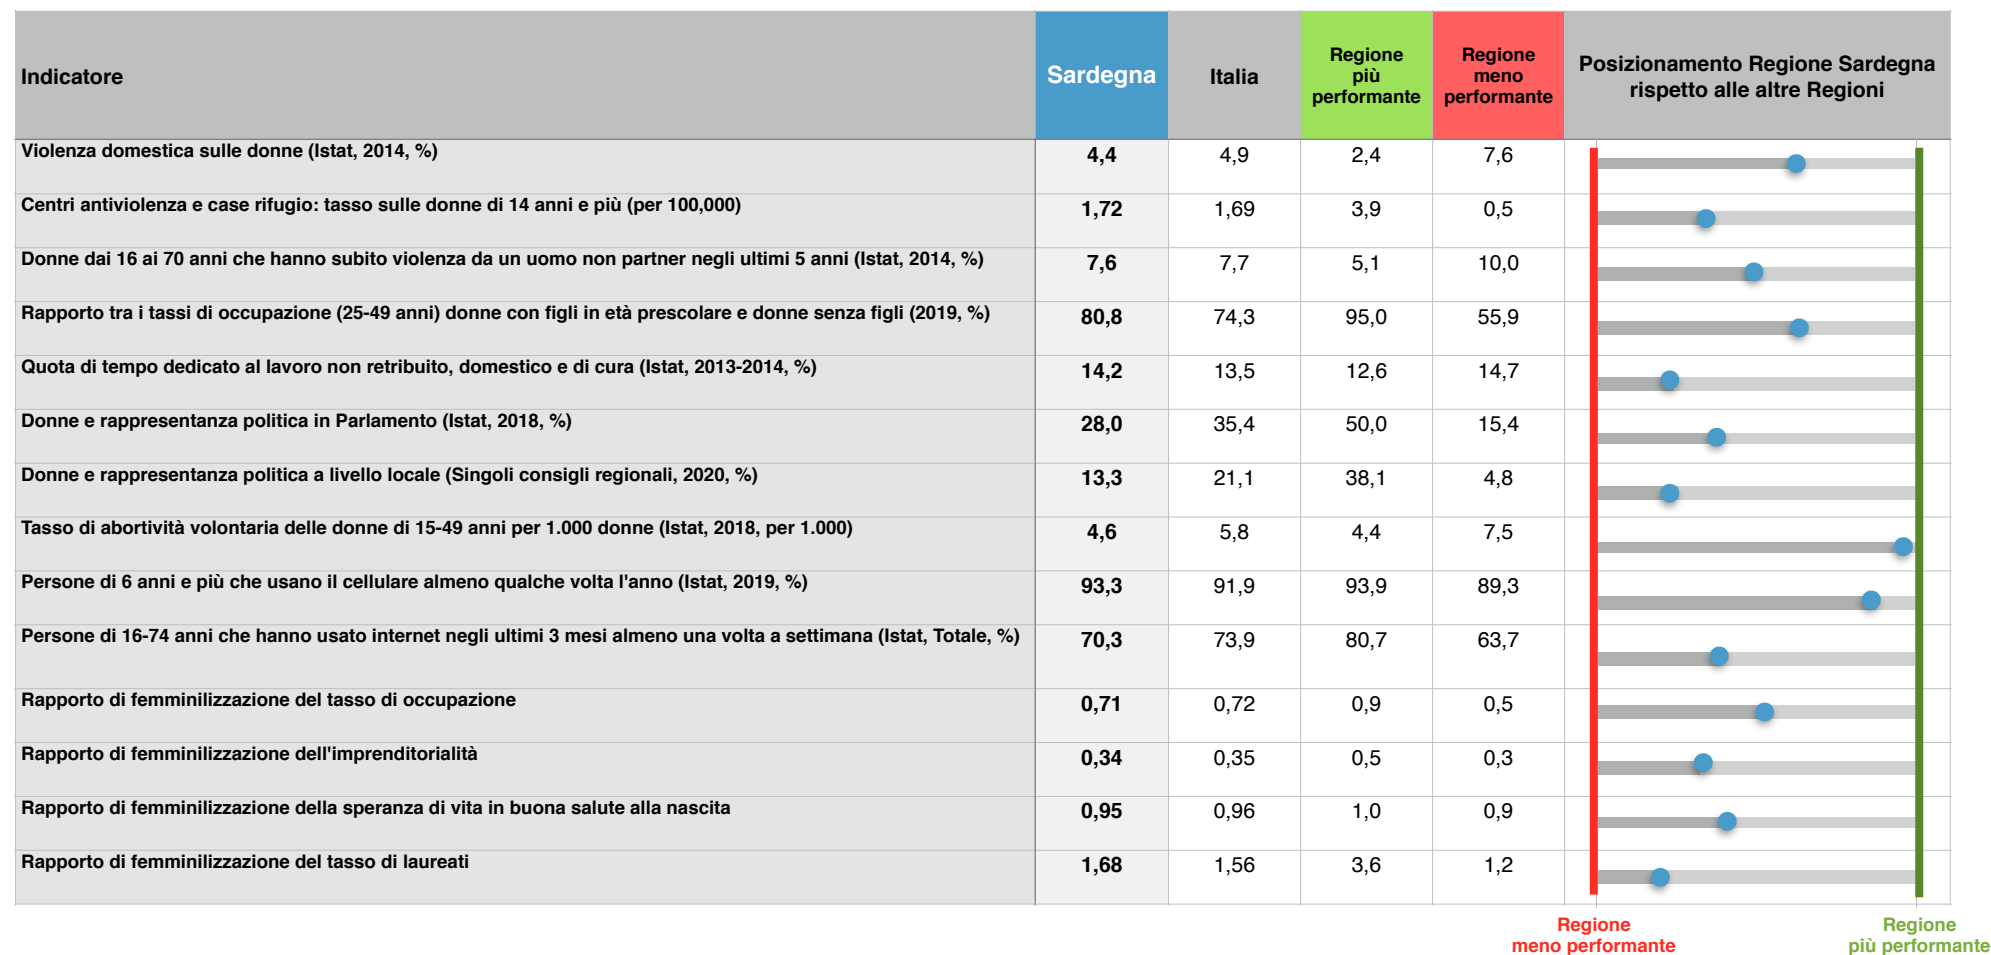 Indicatore
Sardegna
Italia
Regione
più
performante
Regione
meno
performante
Posizionamento Regione Sardegna
rispetto alle altre Regioni
Violenza domestica sulle donne (Istat, 2014, %) 4,4 4,9 2,4 7,6
Centri antiviolenza e case rifugio: tasso sulle donne di 14 anni e più (per 100,000) 1,72 1,69 3,9 0,5
Donne dai 16 ai 70 anni che hanno subito violenza da un uomo non partner negli ultimi 5 anni (Istat, 2014, %) 7,6 7,7 5,1 10,0
Rapporto tra i tassi di occupazione (25-49 anni) donne con figli in età prescolare e donne senza figli (2019, %) 80,8 74,3 95,0 55,9
Quota di tempo dedicato al lavoro non retribuito, domestico e di cura (Istat, 2013-2014, %) 14,2 13,5 12,6 14,7
Donne e rappresentanza politica in Parlamento (Istat, 2018, %) 28,0 35,4 50,0 15,4
Donne e rappresentanza politica a livello locale (Singoli consigli regionali, 2020, %) 13,3 21,1 38,1 4,8
Tasso di abortività volontaria delle donne di 15-49 anni per 1.000 donne (Istat, 2018, per 1.000) 4,6 5,8 4,4 7,5
Persone di 6 anni e più che usano il cellulare almeno qualche volta l'anno (Istat, 2019, %) 93,3 91,9 93,9 89,3
Persone di 16-74 anni che hanno usato internet negli ultimi 3 mesi almeno una volta a settimana (Istat, Totale, %) 70,3 73,9 80,7 63,7
Rapporto di femminilizzazione del tasso di occupazione 0,71 0,72 0,9 0,5
Rapporto di femminilizzazione dell'imprenditorialità 0,34 0,35 0,5 0,3
Rapporto di femminilizzazione della speranza di vita in buona salute alla nascita 0,95 0,96 1,0 0,9
Rapporto di femminilizzazione del tasso di laureati 1,68 1,56 3,6 1,2
Regione
meno performante
Regione
più performante